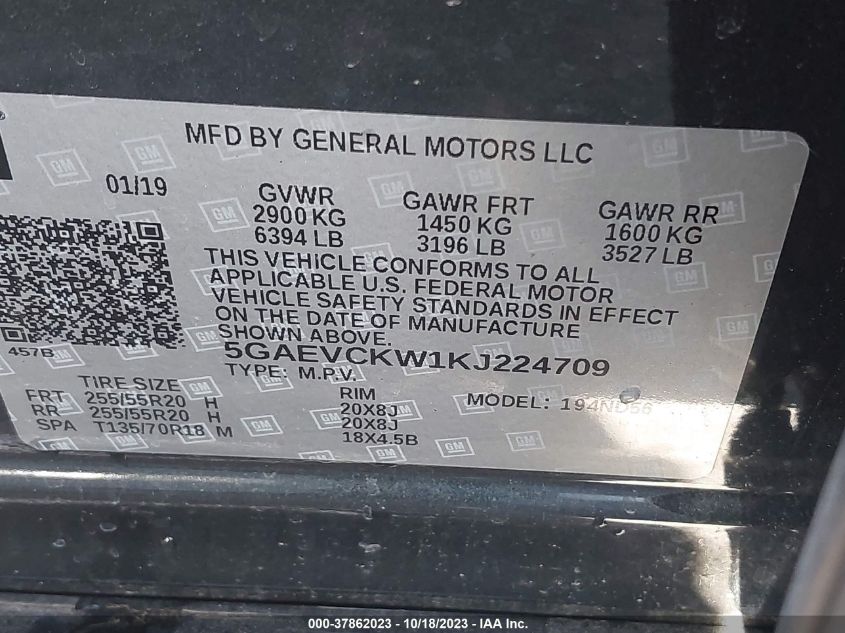 MFD BY GENERAL MOTORS LLC
01/19
GVWR
2900 KG
6394 LB
GAWR FRT
1450 KG
3196 LB
GAWR RR
1600 KG
3527 LB
THIS VEHICLE CONFORMS TO ALL
APPLICABLE U.S. FEDERAL MOTOR
VEHICLE SAFETY STANDARDS IN EFFECT
ON THE DATE OF MANUFACTURE
SHOWN ABOVE.
457B
5GAEVCKW1KJ224709
TYPE: M.P.V.
MODEL:
TIRE SIZE
RIM
FRT 255/55R20 H 20X8J
RR 255/55R20 H 20X8J
SPA T135/70R18 M 18X4.5B
GM
000-37862023 - 10/18/2023 - © IAA, LLC